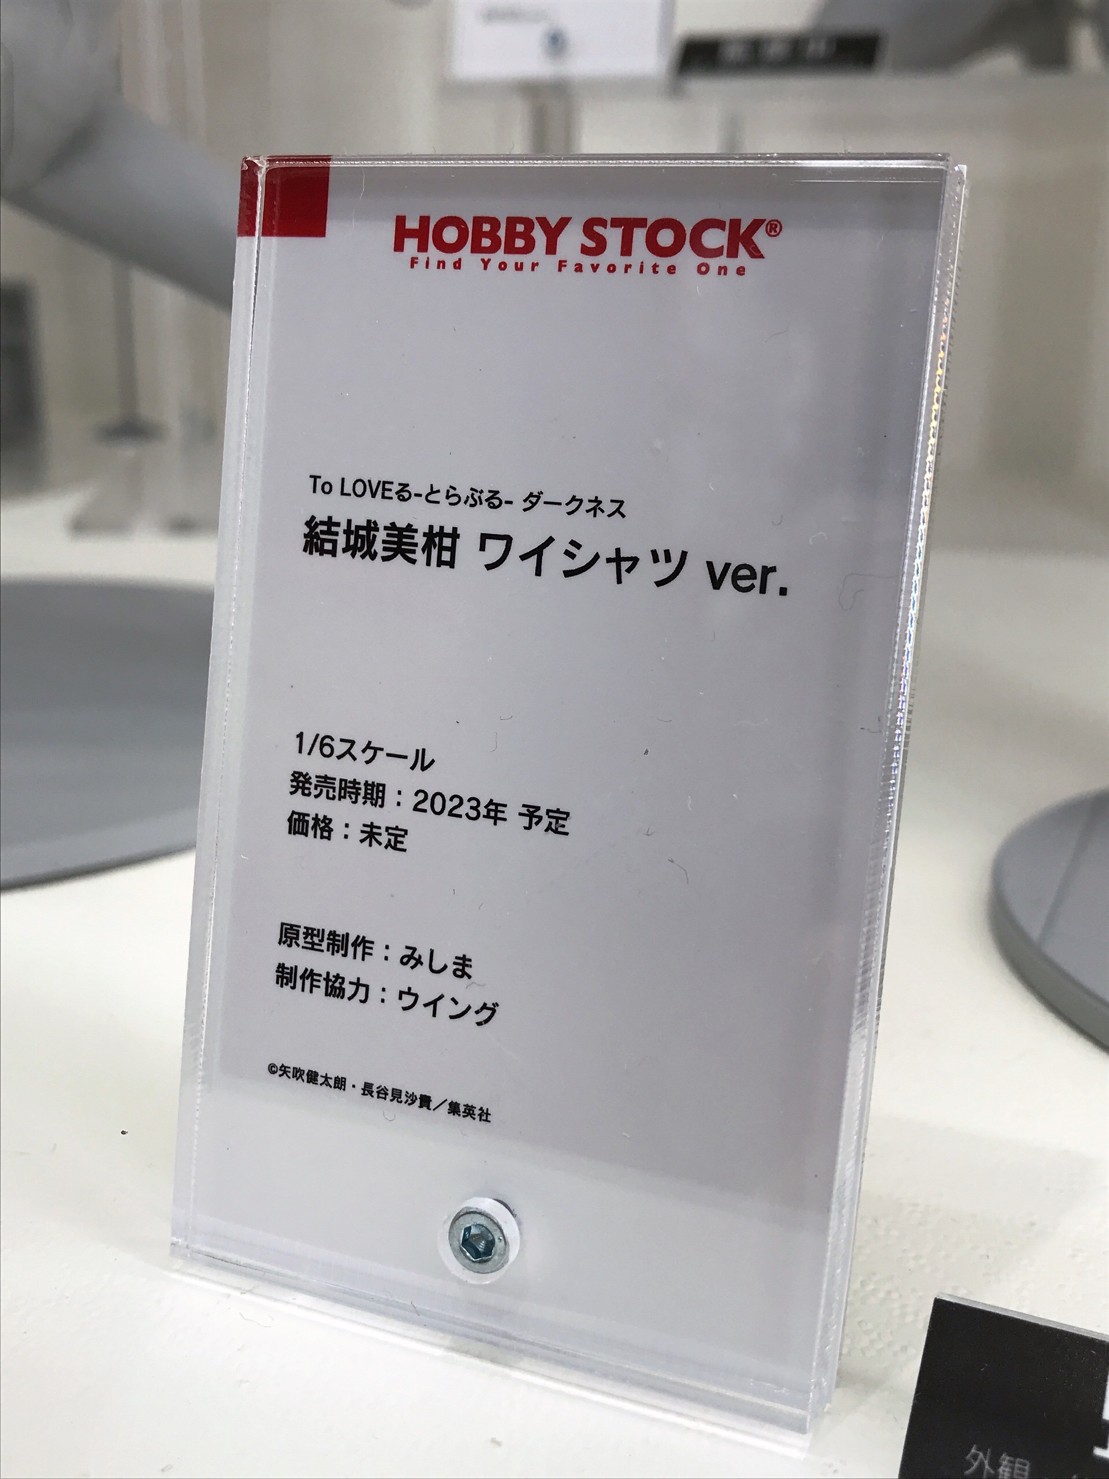 HOBBY STOCK®
Find Your Favorite One
To LOVEる-とらぶる- ダークネス
結城美柑 ワイシャツ ver.
1/6スケール
発売時期：2023年 予定
価格：未定
原型制作：みしま
制作協力：ウイング
©矢吹健太朗・長谷見沙貴／集英社
外観